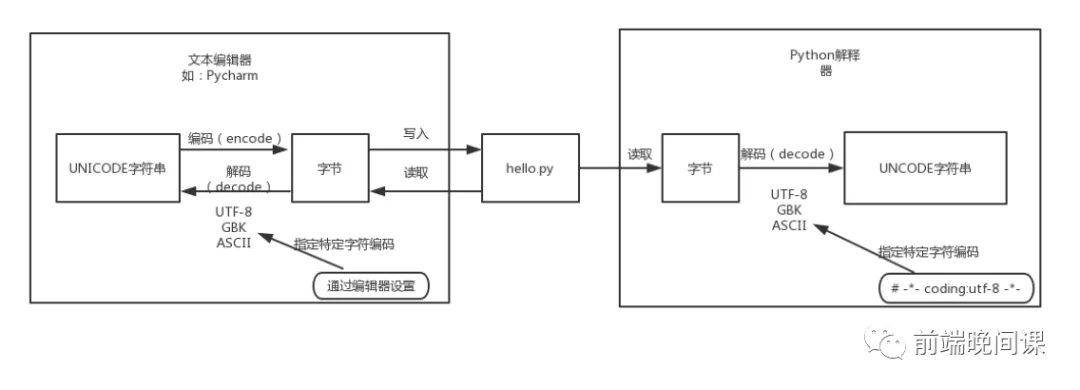 文本编辑器
如：Pycharm
UNICODE字符串
编码（encode）
解码
（decode）
UTF-8
GBK
ASCII
指定特定字符编码
通过编辑器设置
字节
写入
读取
hello.py
Python解释
器
读取
字节
解码（decode）
UTF-8
GBK
ASCII
指定特定字符编码
# -*- coding:utf-8 -*-
UNCODE字符串
前端晚间课